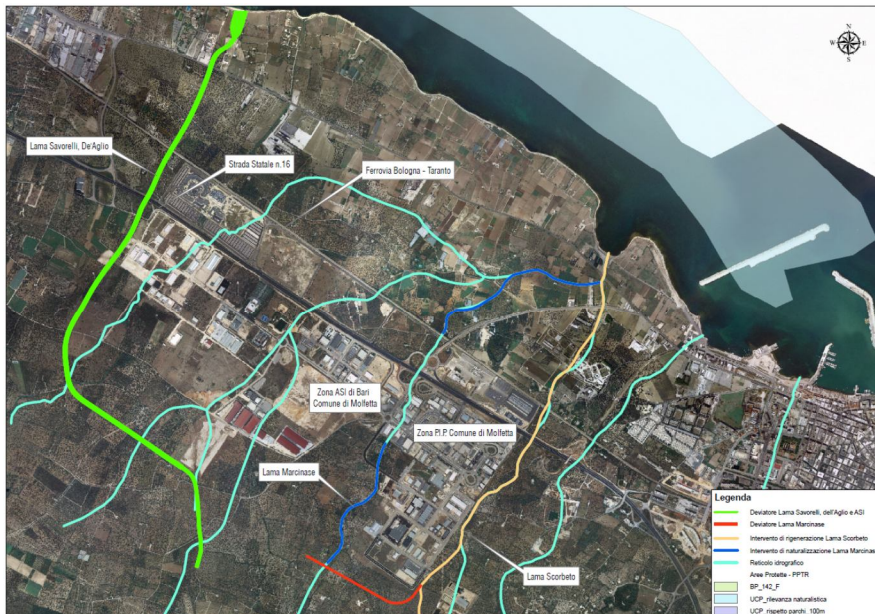 N
W
E
S
Lama Savorelli, De'Aglio
Strada Statale n.16
Ferrovia Bologna - Taranto
Zona ASI di Bari
Comune di Molfetta
Zona P.I.P. Comune di Molfetta
Lama Marcinase
Lama Scorbeto
Legenda
Deviatore Lama Savorelli, dell'Aglio e ASI
Deviatore Lama Marcinase
Intervento di rigenerazione Lama Scorbeto
Intervento di naturalizzazione Lama Marcinase
Reticolo idrografico
Aree Protette - PPTR
BP_142_F
UCP_rilevanza naturalistica
UCP_rispetto parchi_100m